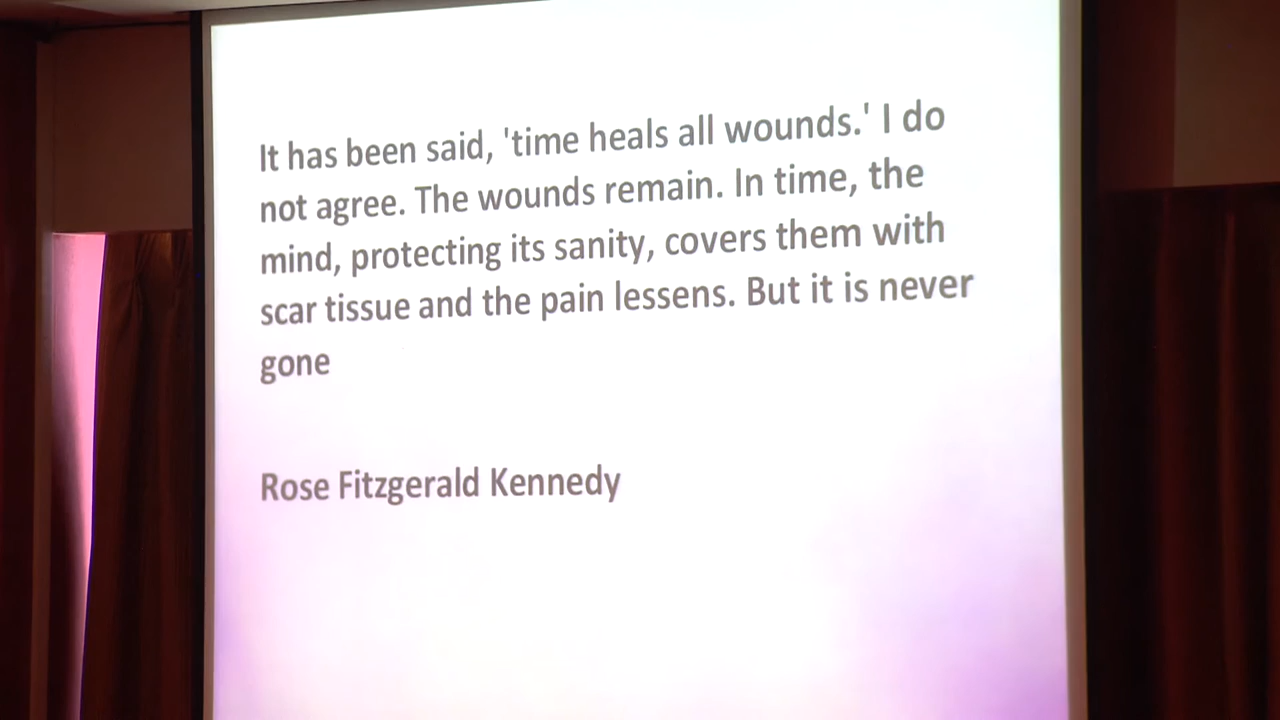 It has been said, 'time heals all wounds.' I do
not agree. The wounds remain. In time, the
mind, protecting its sanity, covers them with
scar tissue and the pain lessens. But it is never
gone
Rose Fitzgerald Kennedy